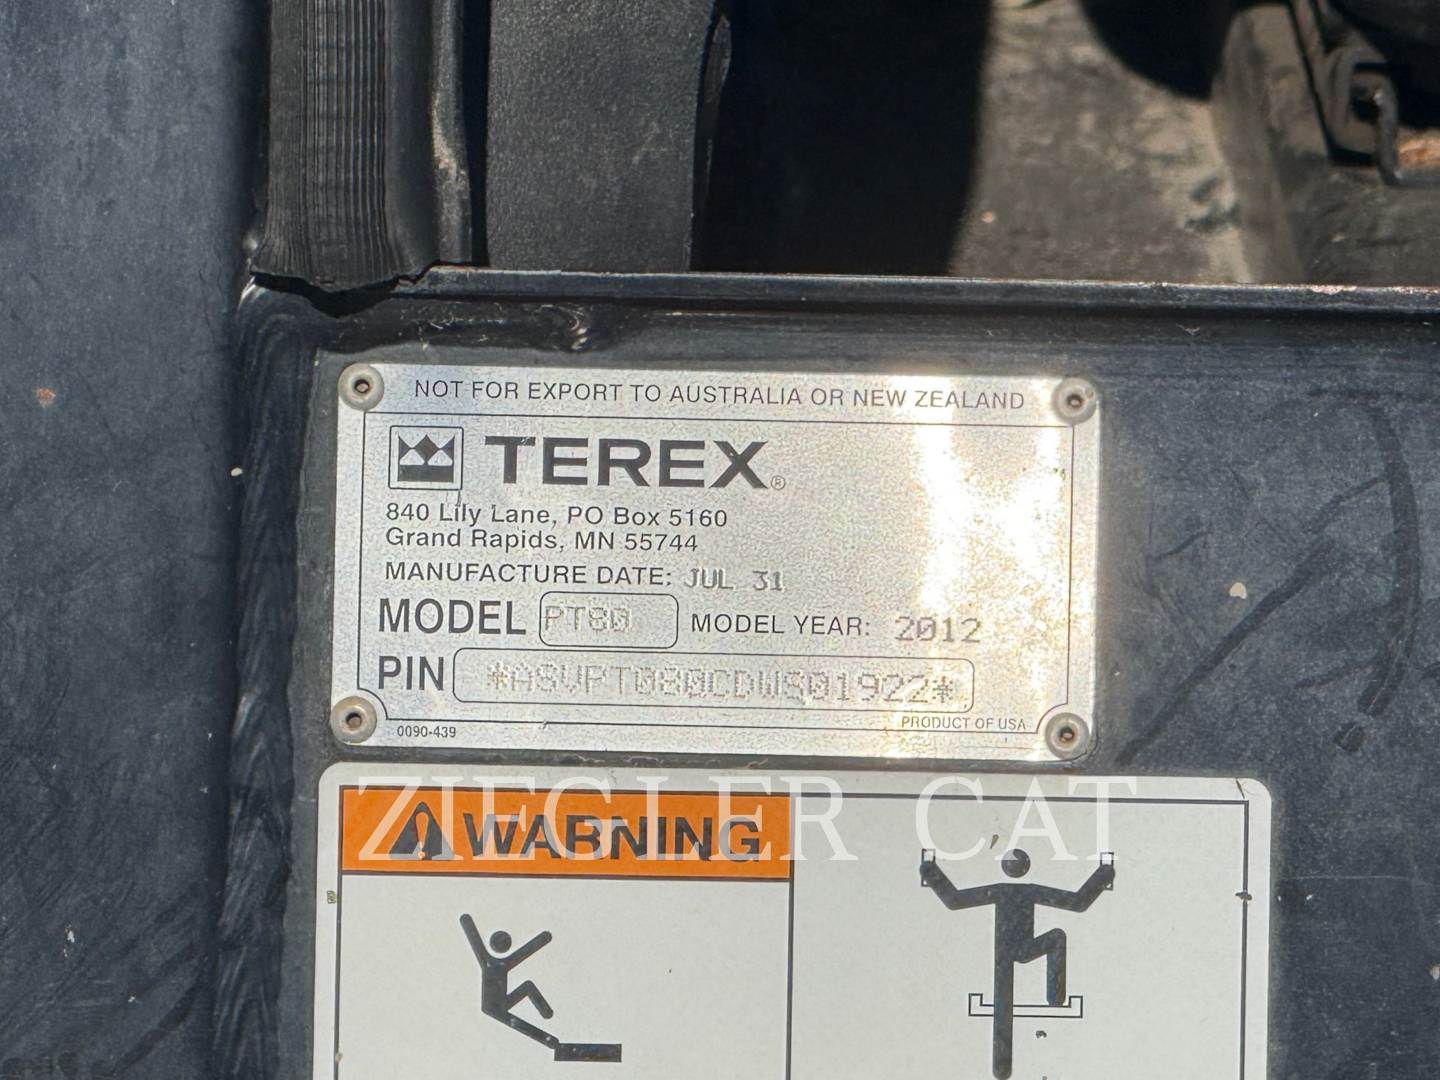 NOT FOR EXPORT TO AUSTRALIA OR NEW ZEALAND
TEREX®
840 Lily Lane, PO Box 5160
Grand Rapids, MN 55744
MANUFACTURE DATE: JUL 31
MODEL PT80 MODEL YEAR: 2012
PIN *ASVPT080CDWS01922*
0090-439 PRODUCT OF USA
ZIEGLER CAT
WARNING